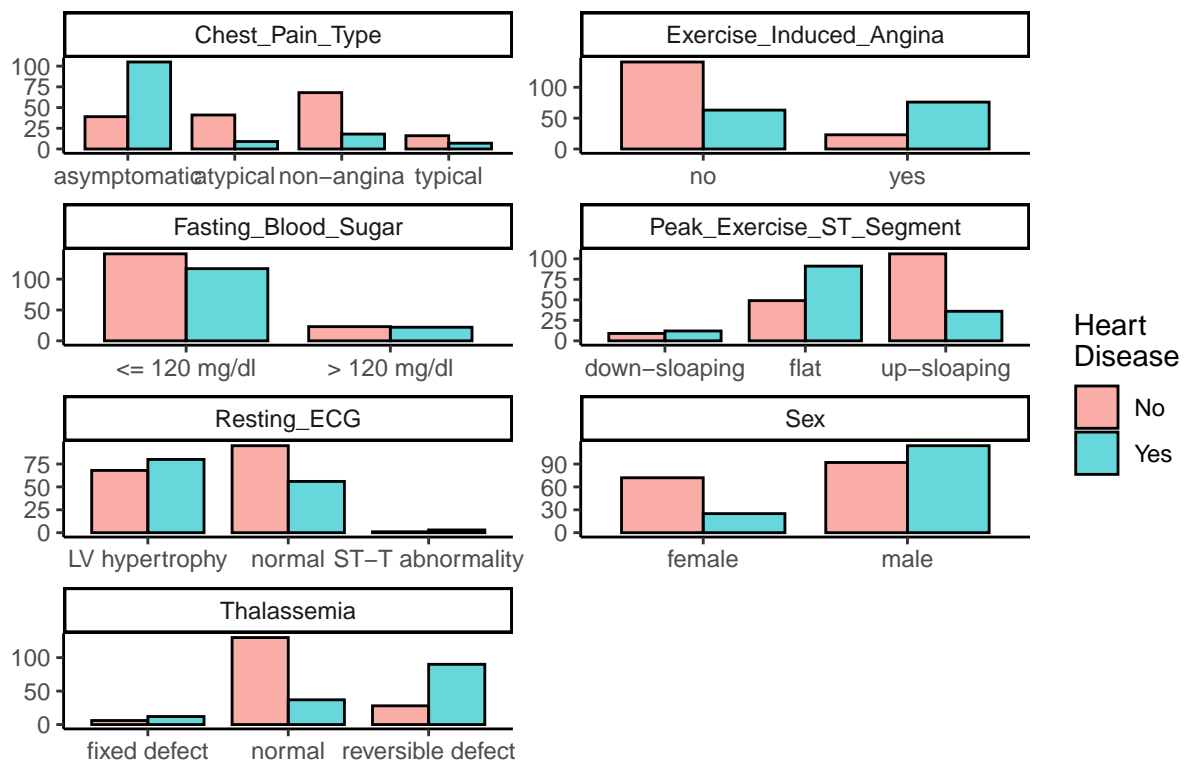 Chest_Pain_Type
100
75
50
25
0
asymptomatic atypical non−angina typical
Exercise_Induced_Angina
100
50
0
no yes
Fasting_Blood_Sugar
100
50
0
<= 120 mg/dl > 120 mg/dl
Peak_Exercise_ST_Segment
100
75
50
25
0
down−sloaping flat up−sloaping
Resting_ECG
75
50
25
0
LV hypertrophy normal ST−T abnormality
Sex
90
60
30
0
female male
Thalassemia
100
50
0
fixed defect normal reversible defect
Heart
Disease
No
Yes